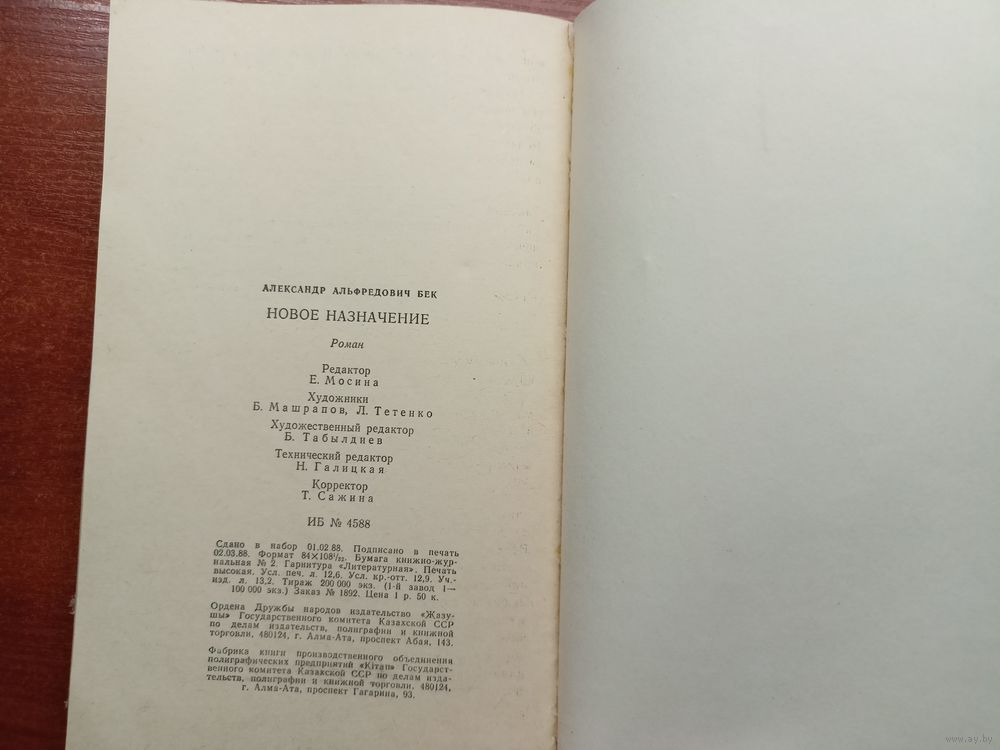 АЛЕКСАНДР АЛЬФРЕДОВИЧ БЕК
НОВОЕ НАЗНАЧЕНИЕ
Роман
Редактор
Е. Мосина
Художники
Б. Машрапов, Л. Тетенко
Художественный редактор
Б. Табылдиев
Технический редактор
Н. Галицкая
Корректор
Т. Сажина
ИБ № 4588
Сдано в набор 01.02 88. Подписано в печать
02.03.88. Формат 84×108¹/₃₂. Бумага книжно-жур-
нальная № 2. Гарнитура «Литературная». Печать
высокая. Усл. печ. л. 12,6. Усл. кр.-отт. 12,9. Уч.-
изд. л. 13,2. Тираж 200 000 экз. (1-й завод 1—
100 000 экз.) Заказ № 1892. Цена 1 р. 50 к.
Ордена Дружбы народов издательство «Жазу-
шы» Государственного комитета Казахской ССР
по делам издательств, полиграфии и книжной
торговли, 480124, г. Алма-Ата, проспект Абая, 143.
Фабрика книги производственного объединения
полиграфических предприятий «Кітап» Государст-
венного комитета Казахской ССР по делам изда-
тельств, полиграфии и книжной торговли, 480124,
г. Алма-Ата, проспект Гагарина, 93.
www.ay.by